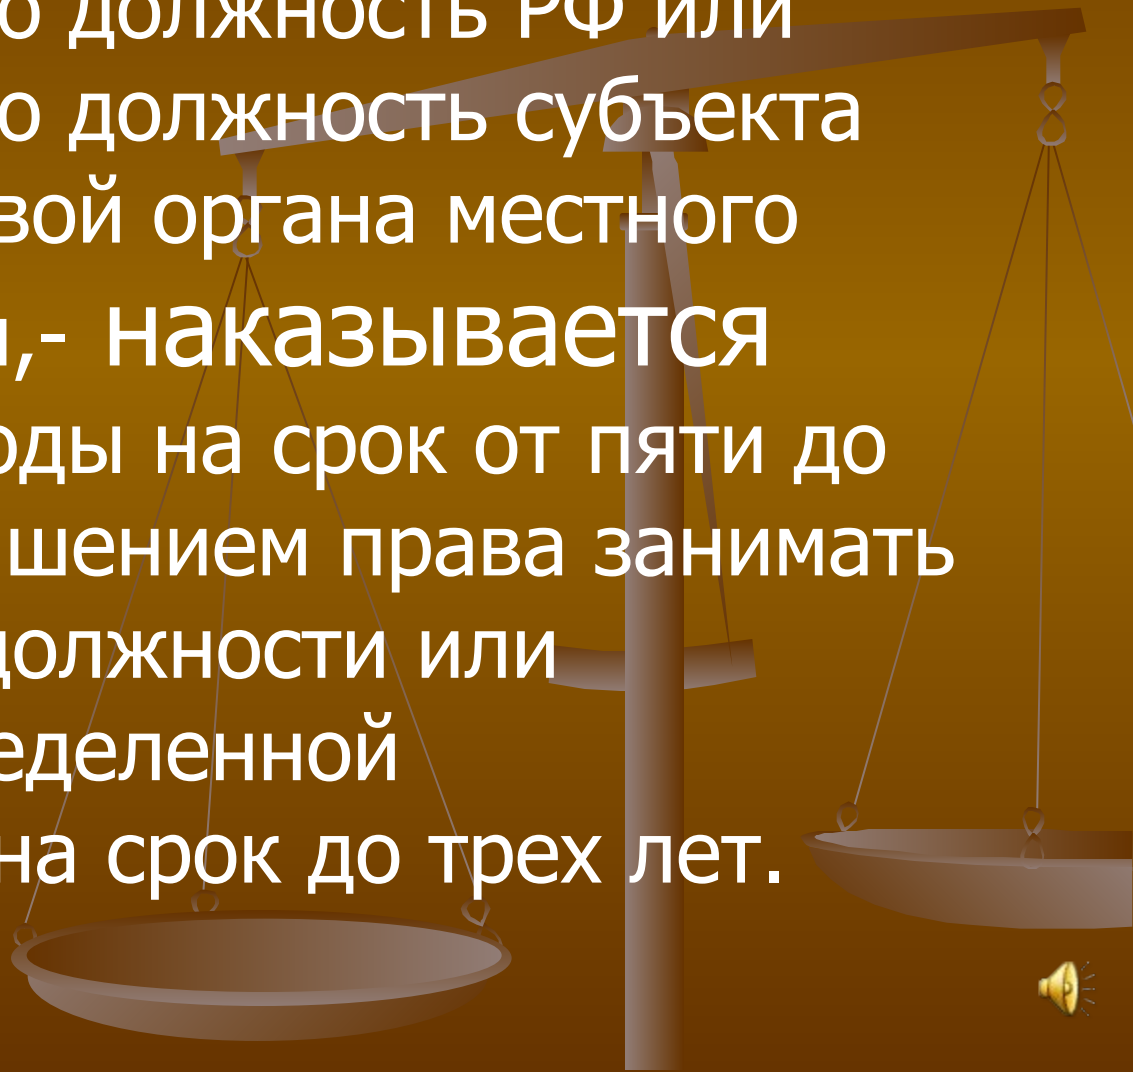 о должность РФ или
о должность субъекта
вой органа местного
,- наказывается
оды на срок от пяти до
шением права занимать
должности или
еделенной
на срок до трех лет.